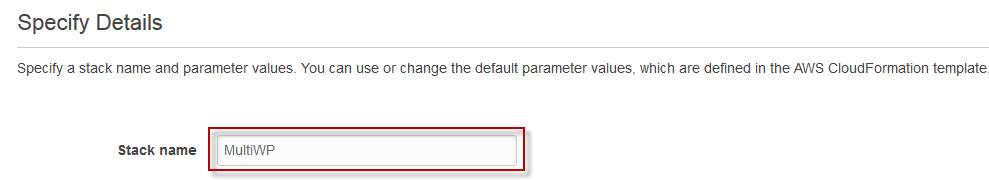 Specify Details
Specify a stack name and parameter values. You can use or change the default parameter values, which are defined in the AWS CloudFormation template.
Stack name MultiWP